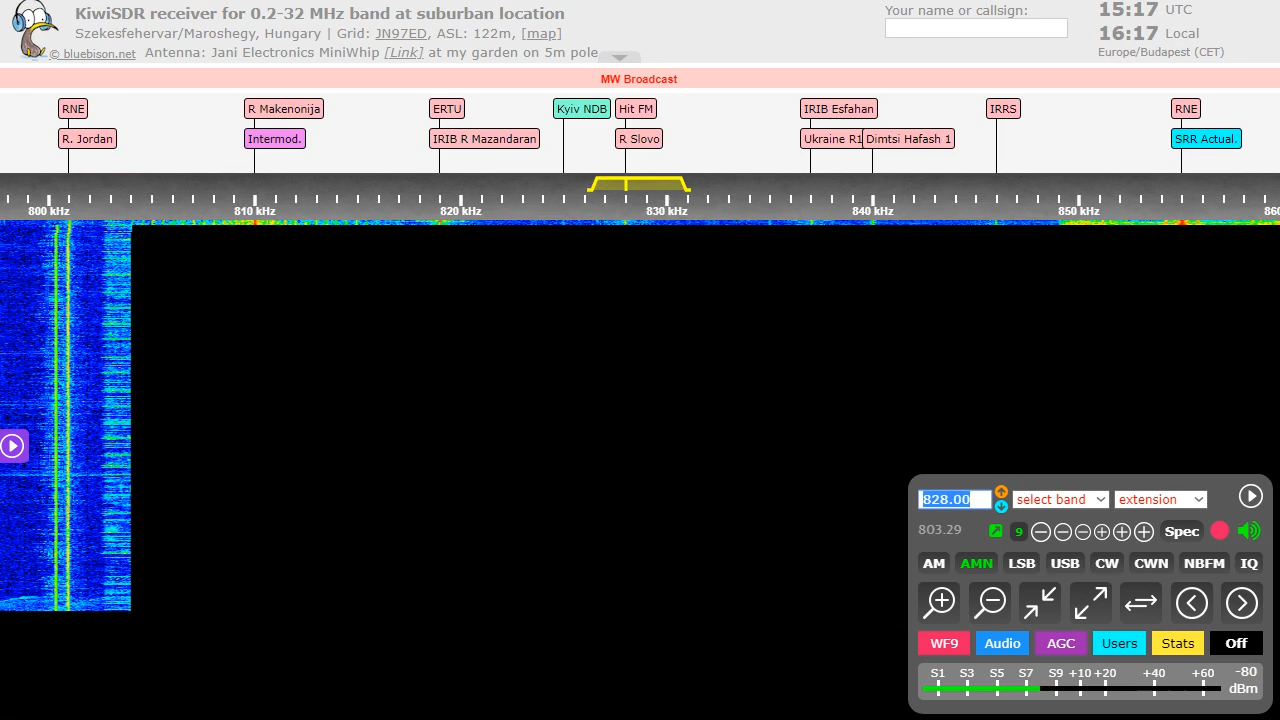 KiwiSDR receiver for 0.2-32 MHz band at suburban location
Szekesfehervar/Maroshegy, Hungary | Grid: JN97ED, ASL: 122m, [map]
© bluebison.net Antenna: Jani Electronics MiniWhip [Link] at my garden on 5m pole
Your name or callsign:
15:17 UTC
16:17 Local
Europe/Budapest (CET)
MW Broadcast
RNE R Makenonija ERTU Kyiv NDB Hit FM IRIB Esfahan IRRS RNE
R. Jordan Intermod. IRIB R Mazandaran R Slovo Ukraine R1 Dimtsi Hafash 1 SRR Actual.
800 kHz 810 kHz 820 kHz 830 kHz 840 kHz 850 kHz 860
828.00 select band extension
803.29 9 Spec
AM AMN LSB USB CW CWN NBFM IQ
WF9 Audio AGC Users Stats Off
S1 S3 S5 S7 S9 +10 +20 +40 +60 -80
dBm